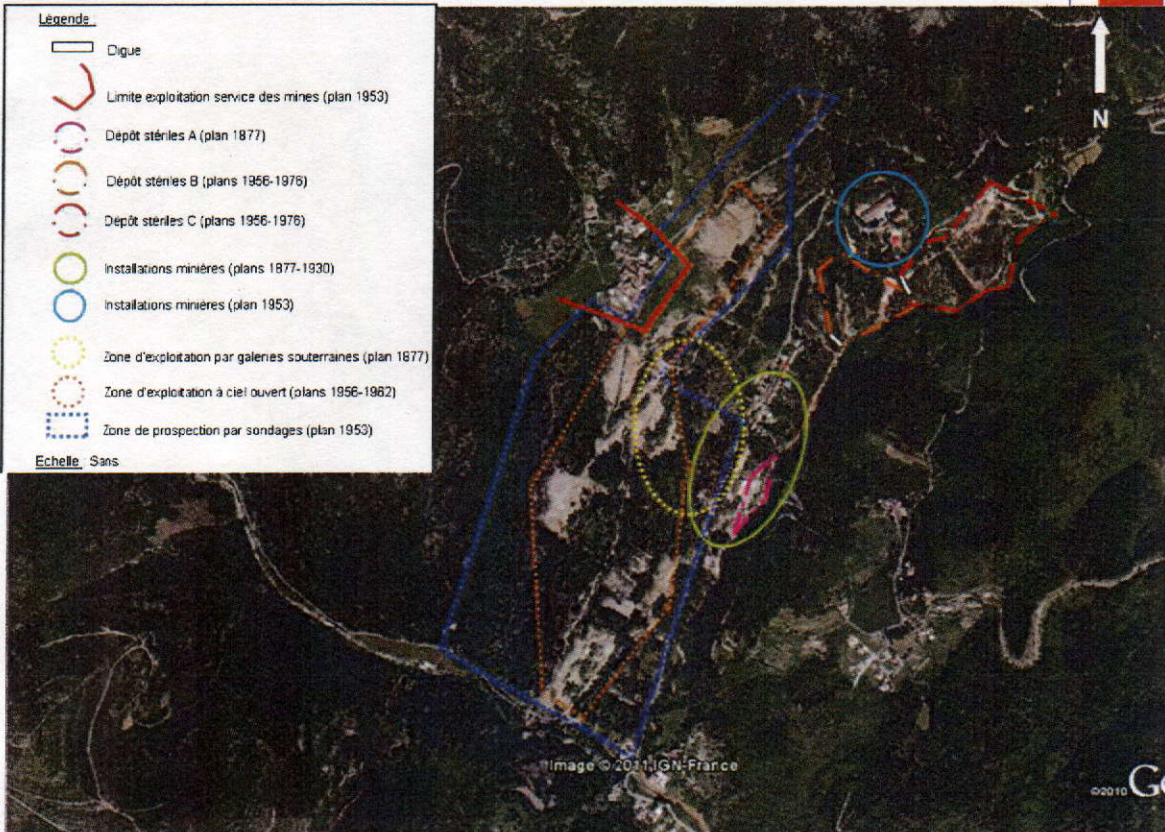 Légende :
Digue
Limite exploitation service des mines (plan 1953)
Dépôt stériles A (plan 1877)
Dépôt stériles B (plans 1956-1976)
Dépôt stériles C (plans 1956-1976)
Installations minières (plans 1877-1930)
Installations minières (plan 1953)
Zone d'exploitation par galeries souterraines (plan 1877)
Zone d'exploitation à ciel ouvert (plans 1956-1962)
Zone de prospection par sondages (plan 1953)
Echelle : Sans
N
Image © 2011 IGN-France
©2010 Go